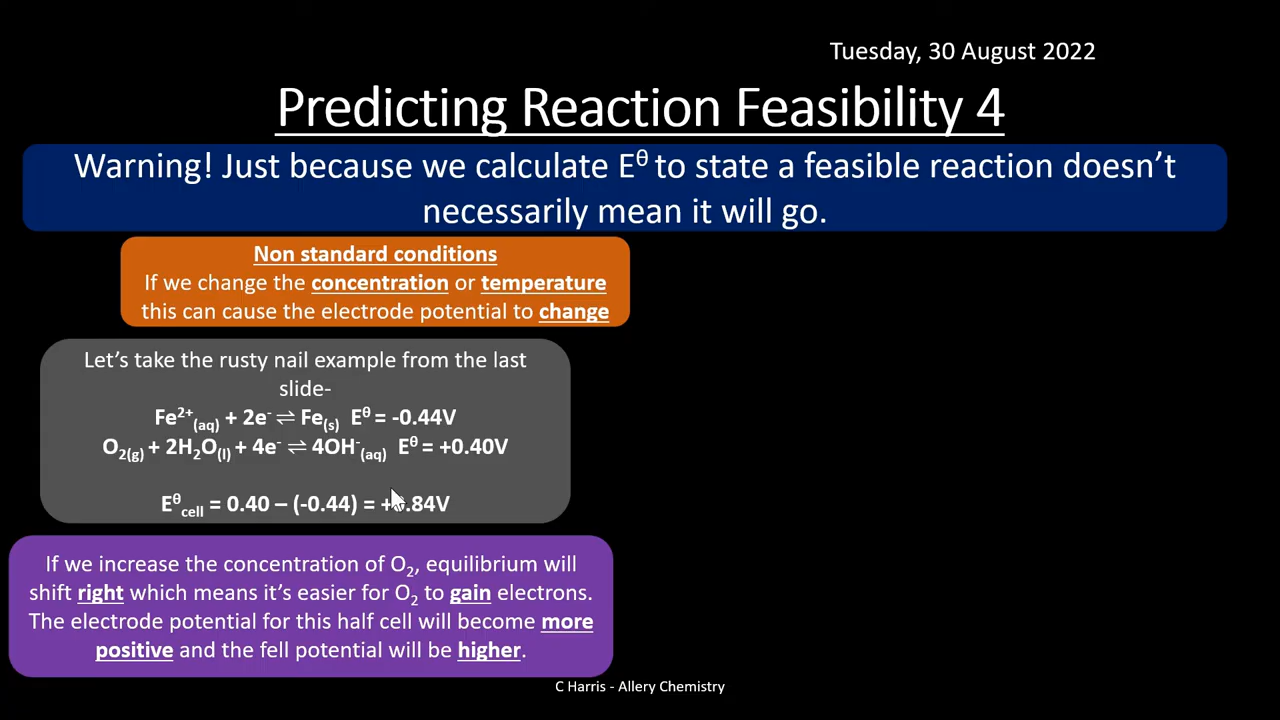 Tuesday, 30 August 2022
Predicting Reaction Feasibility 4
Warning! Just because we calculate Eᶿ to state a feasible reaction doesn’t
necessarily mean it will go.
Non standard conditions
If we change the concentration or temperature
this can cause the electrode potential to change
Let’s take the rusty nail example from the last
slide-
Fe²⁺(aq) + 2e⁻ ⇌ Fe(s) Eᶿ = -0.44V
O₂(g) + 2H₂O(l) + 4e⁻ ⇌ 4OH⁻(aq) Eᶿ = +0.40V
Eᶿcell = 0.40 – (-0.44) = +.84V
If we increase the concentration of O₂, equilibrium will
shift right which means it’s easier for O₂ to gain electrons.
The electrode potential for this half cell will become more
positive and the fell potential will be higher.
C Harris - Allery Chemistry